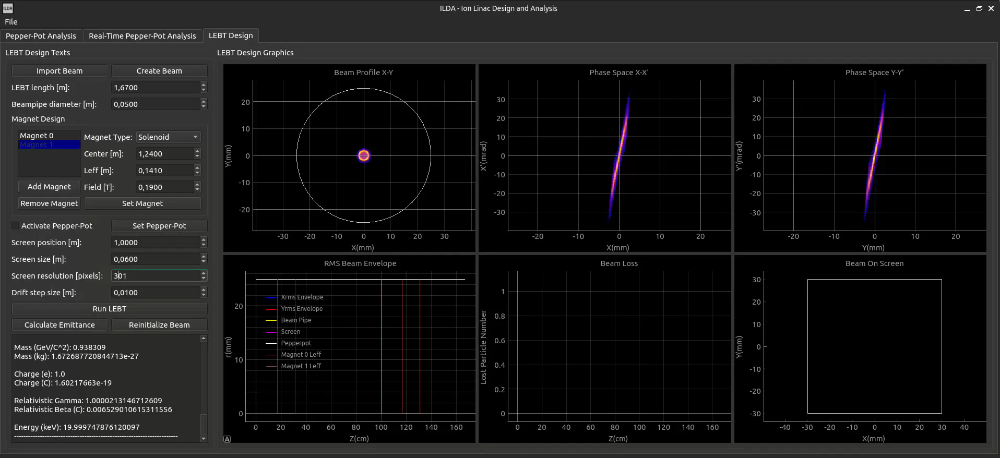 ILDA
ILDA - Ion Linac Design and Analysis
File
Pepper-Pot Analysis
Real-Time Pepper-Pot Analysis
LEBT Design
LEBT Design Texts
Import Beam
Create Beam
LEBT length [m]:
1,6700
Beampipe diameter [m]:
0,0500
Magnet Design
Magnet 0
Magnet 1
Magnet Type:
Solenoid
Center [m]:
1,2400
Leff [m]:
0,1410
Add Magnet
Field [T]:
0,1900
Remove Magnet
Set Magnet
Activate Pepper-Pot
Set Pepper-Pot
Screen position [m]:
1,0000
Screen size [m]:
0,0600
Screen resolution [pixels]:
301
Drift step size [m]:
0,0100
Run LEBT
Calculate Emittance
Reinitialize Beam
Mass (GeV/C^2): 0.938309
Mass (kg): 1.672687720844713e-27
Charge (e): 1.0
Charge (C): 1.60217663e-19
Relativistic Gamma: 1.0000213146712609
Relativistic Beta (C): 0.006529010615311556
Energy (keV): 19.999747876120097
--------------------------------------------------------------------
LEBT Design Graphics
Beam Profile X-Y
Y(mm)
20
10
0
-10
-20
-30 -20 -10 0 10 20 30
X(mm)
Phase Space X-X'
X'(mrad)
30
20
10
0
-10
-20
-30
-20 -10 0 10 20
X(mm)
Phase Space Y-Y'
Y'(mrad)
30
20
10
0
-10
-20
-30
-20 -10 0 10 20
Y(mm)
RMS Beam Envelope
r(mm)
20
10
0
Xrms Envelope
Yrms Envelope
Beam Pipe
Screen
Pepperpot
Magnet 0 Leff
Magnet 1 Leff
0 20 40 60 80 100 120 140 160
Z(cm)
A
Beam Loss
Lost Particle Number
1
0.8
0.6
0.4
0.2
0
0 20 40 60 80 100 120 140 160
Z(cm)
Beam On Screen
Y(mm)
30
20
10
0
-10
-20
-30
-40 -30 -20 -10 0 10 20 30 40
X(mm)